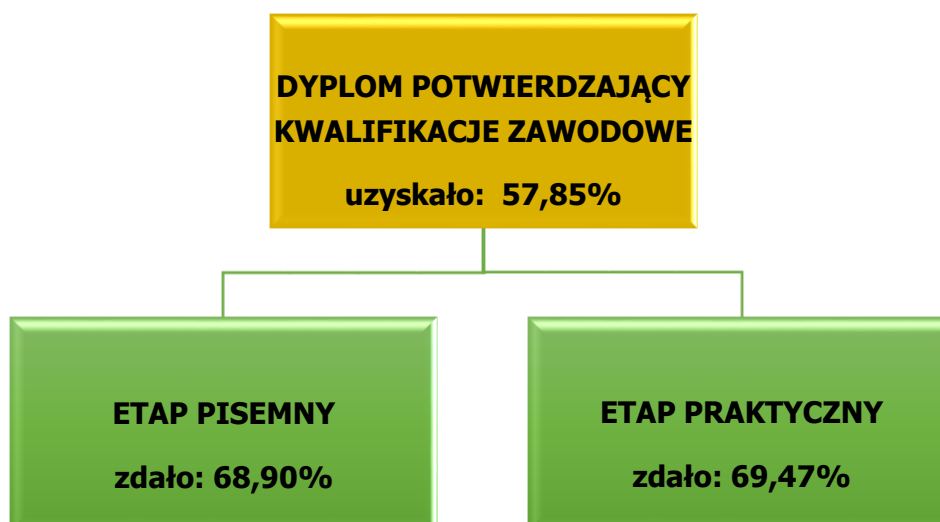 DYPLOM POTWIERDZAJĄCY
KWALIFIKACJE ZAWODOWE
uzyskało: 57,85%
ETAP PISEMNY
zdało: 68,90%
ETAP PRAKTYCZNY
zdało: 69,47%